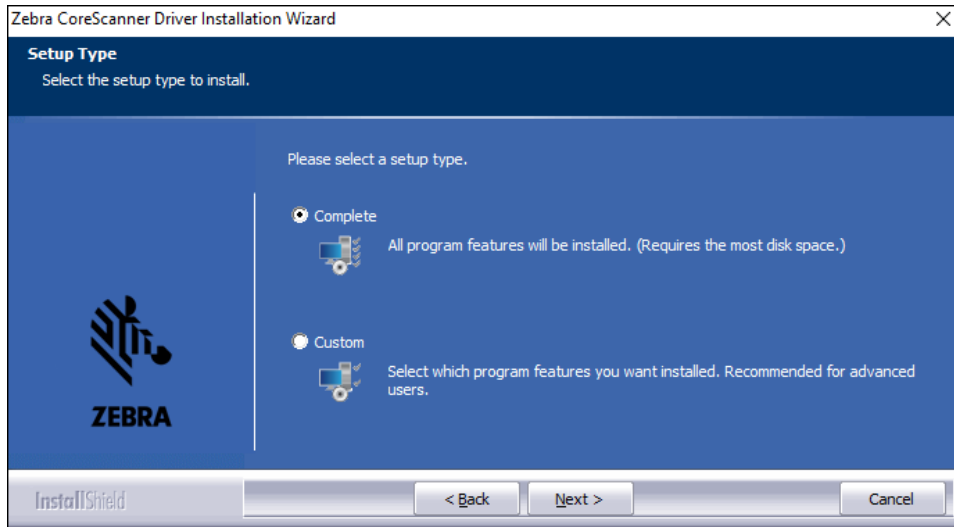 Zebra CoreScanner Driver Installation Wizard
Setup Type
Select the setup type to install.
Please select a setup type.
Complete
All program features will be installed. (Requires the most disk space.)
Custom
Select which program features you want installed. Recommended for advanced
users.
ZEBRA
InstallShield
< Back
Next >
Cancel